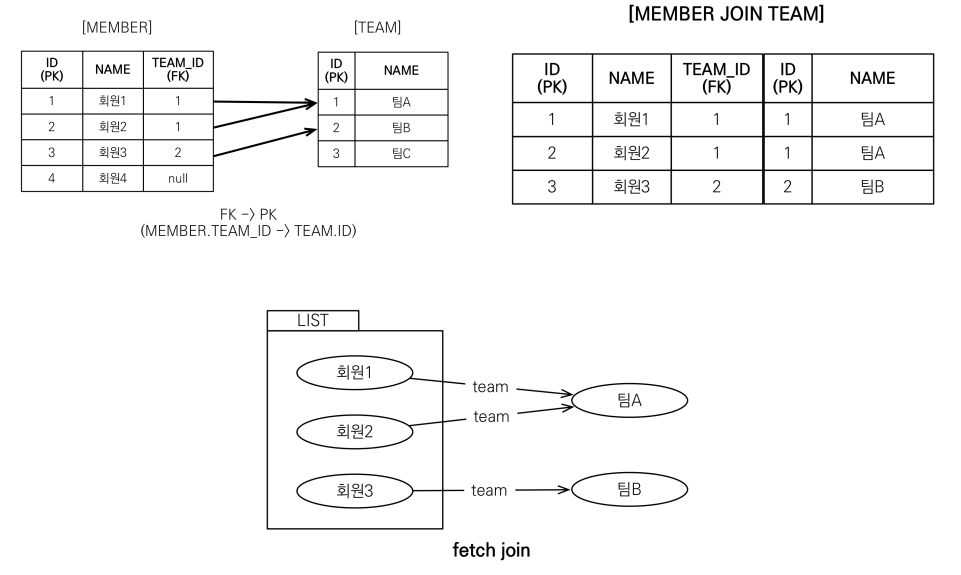 [MEMBER]
ID
(PK)
NAME
TEAM_ID
(FK)
1 회원1 1
2 회원2 1
3 회원3 2
4 회원4 null
[TEAM]
ID
(PK)
NAME
1 팀A
2 팀B
3 팀C
FK -> PK
(MEMBER.TEAM_ID -> TEAM.ID)
[MEMBER JOIN TEAM]
ID
(PK)
NAME
TEAM_ID
(FK)
ID
(PK)
NAME
1 회원1 1 1 팀A
2 회원2 1 1 팀A
3 회원3 2 2 팀B
LIST
회원1
team
팀A
회원2
team
회원3
team
팀B
fetch join